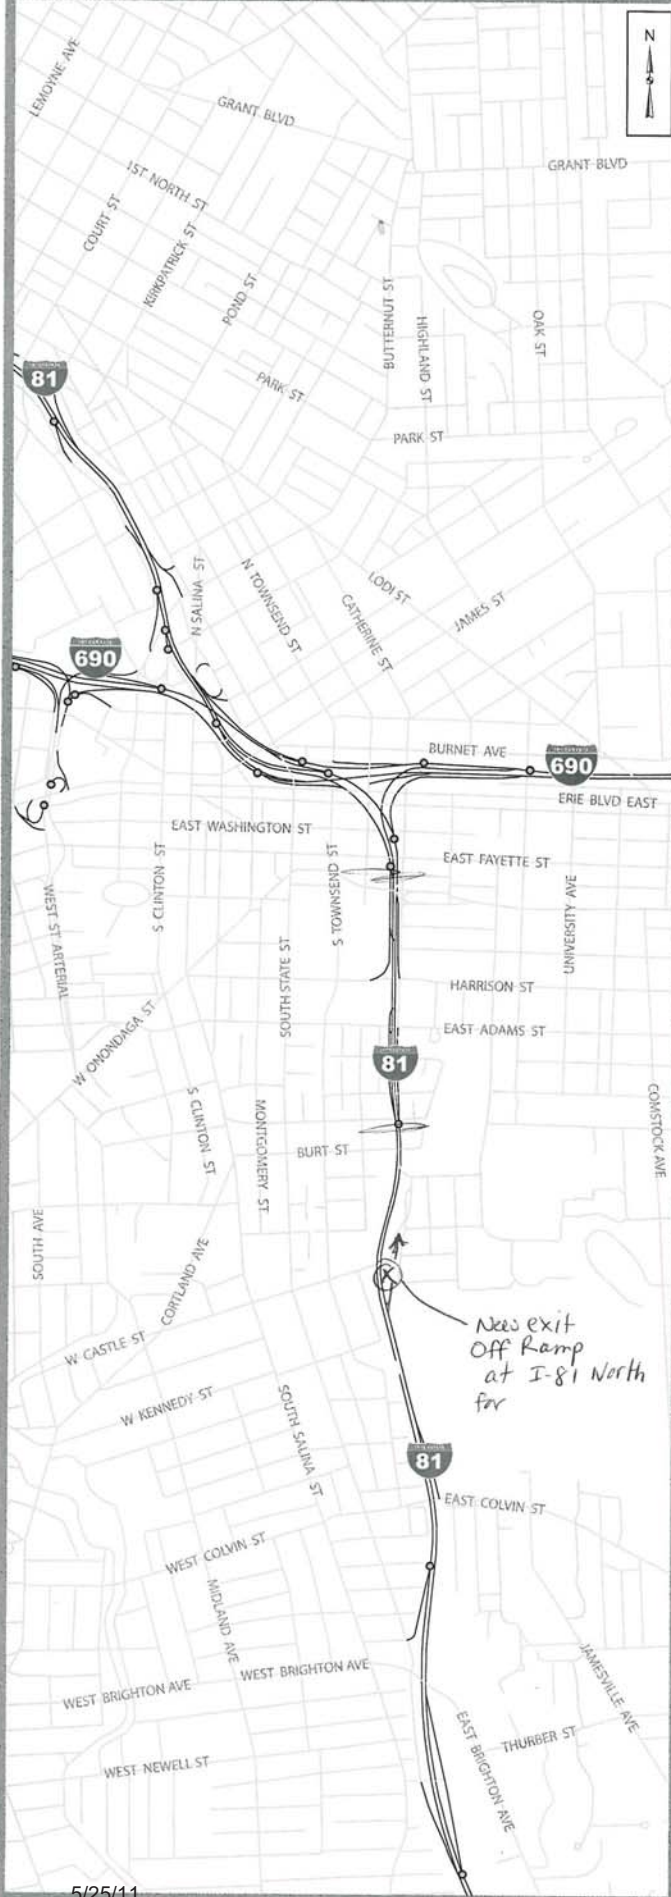 N
LEMOYNE AVE
GRANT BLVD
GRANT BLVD
1ST NORTH ST
COURT ST
KIRKPATRICK ST
POND ST
BUTTERNUT ST
HIGHLAND ST
OAK ST
81
PARK ST
PARK ST
N SALINA ST
N TOWNSEND ST
LODI ST
CATHERINE ST
JAMES ST
690
BURNET AVE
690
ERIE BLVD EAST
EAST WASHINGTON ST
S CLINTON ST
S TOWNSEND ST
EAST FAYETTE ST
WEST ST ARTERIAL
SOUTH STATE ST
UNIVERSITY AVE
HARRISON ST
W ONONDAGA ST
EAST ADAMS ST
81
S CLINTON ST
MONTGOMERY ST
BURT ST
COMSTOCK AVE
SOUTH AVE
CORTLAND AVE
X
New exit
Off Ramp
at I-81 North
for
W CASTLE ST
W KENNEDY ST
SOUTH SALINA ST
81
EAST COLVIN ST
WEST COLVIN ST
MIDLAND AVE
WEST BRIGHTON AVE
WEST BRIGHTON AVE
JAMESVILLE AVE
EAST BRIGHTON AVE
THURBER ST
WEST NEWELL ST
5/25/11